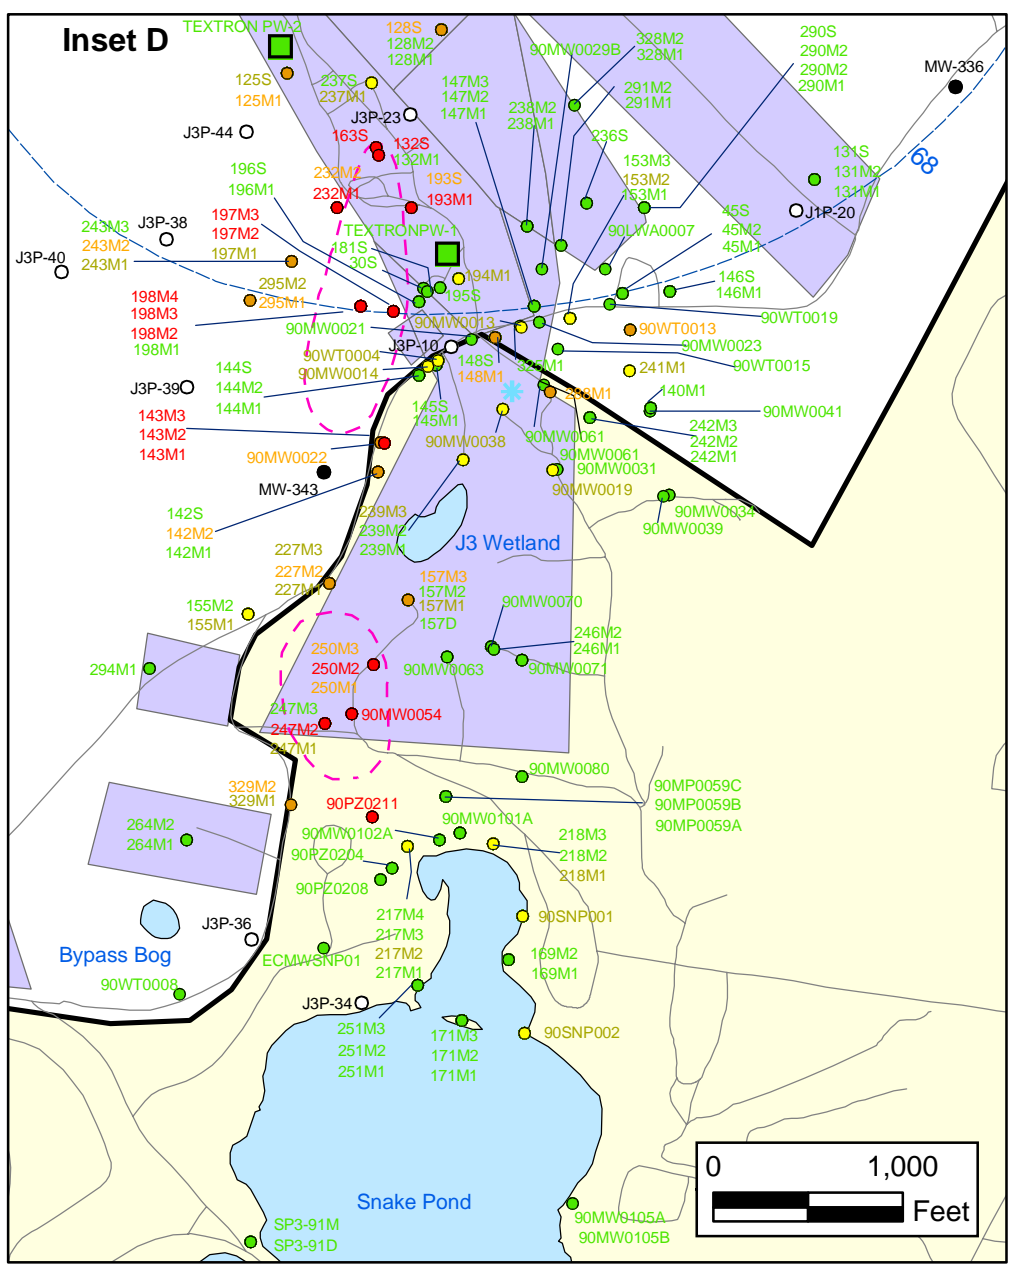 Inset D
TEXTRON PW-2
125S
125M1
128S
128M2
128M1
237S
237M1
J3P-23
J3P-44
163S
132S
132M1
232M2
232M1
193S
193M1
196S
196M1
147M3
147M2
147M1
90MW0029B
238M2
238M1
328M2
328M1
291M2
291M1
236S
290S
290M2
290M2
290M1
MW-336
68
153M3
153M2
153M1
131S
131M2
131M1
J1P-20
45S
45M2
45M1
90LWA0007
146S
146M1
90WT0019
243M3
243M2
243M1
J3P-38
J3P-40
197M3
197M2
197M1
TEXTRONPW-1
181S
30S
194M1
195S
295M2
295M1
198M4
198M3
198M2
198M1
90MW0021
90MW0013
90WT0013
90MW0023
90WT0015
J3P-10
90WT0004
90MW0014
148S
148M1
325M1
241M1
J3P-39
144S
144M2
144M1
145S
145M1
288M1
140M1
90MW0041
143M3
143M2
143M1
90MW0022
90MW0038
90MW0061
90MW0061
90MW0031
90MW0019
242M3
242M2
242M1
MW-343
90MW0034
90MW0039
142S
142M2
142M1
239M3
239M2
239M1
J3 Wetland
227M3
227M2
227M1
157M3
157M2
157M1
157D
155M2
155M1
90MW0070
246M2
246M1
90MW0071
90MW0063
294M1
250M3
250M2
250M1
247M3
247M2
247M1
90MW0054
329M2
329M1
90MW0080
90MP0059C
90MP0059B
90MP0059A
90PZ0211
90MW0101A
90MW0102A
264M2
264M1
90PZ0204
90PZ0208
218M3
218M2
218M1
217M4
217M3
217M2
217M1
90SNP001
J3P-36
Bypass Bog
ECMWSNP01
169M2
169M1
90WT0008
J3P-34
251M3
251M2
251M1
171M3
171M2
171M1
90SNP002
Snake Pond
SP3-91M
SP3-91D
90MW0105A
90MW0105B
0 1,000
Feet